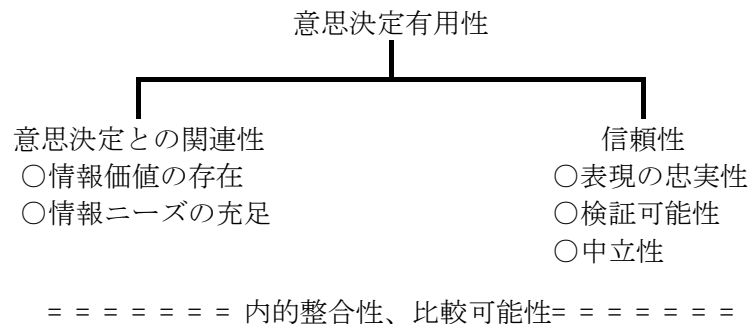 意思決定有用性
意思決定との関連性
○情報価値の存在
○情報ニーズの充足
信頼性
○表現の忠実性
○検証可能性
○中立性
= = = = = = = 内的整合性、比較可能性= = = = = = =